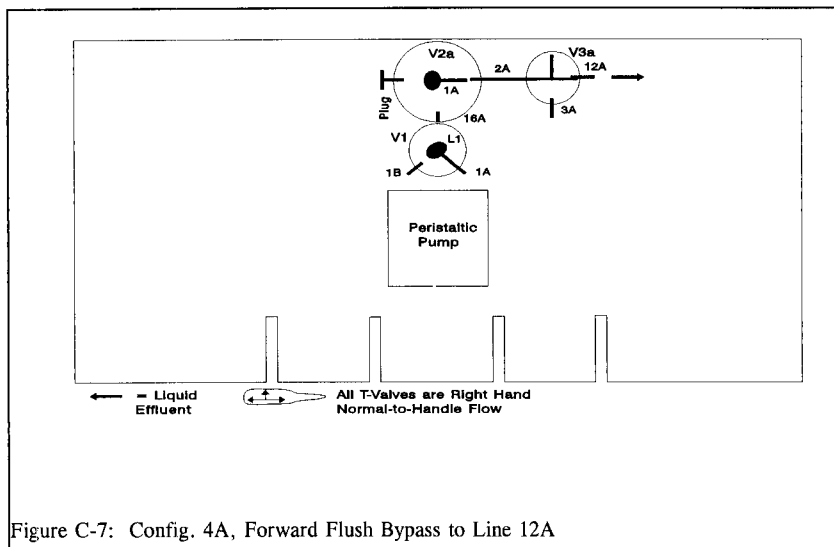 V2a
V3a
2A
12A
Plug
1A
16A
3A
V1
L1
1B
1A
Peristaltic
Pump
= Liquid
Effluent
All T-Valves are Right Hand
Normal-to-Handle Flow
Figure C-7: Config. 4A, Forward Flush Bypass to Line 12A